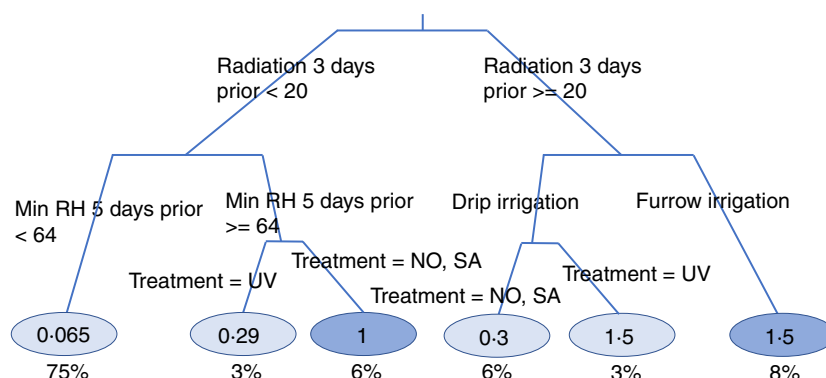 Radiation 3 days
prior < 20
Radiation 3 days
prior >= 20
Min RH 5 days prior
< 64
Min RH 5 days prior
>= 64
Drip irrigation
Furrow irrigation
Treatment = UV
Treatment = NO, SA
Treatment = NO, SA
Treatment = UV
0·065
0·29
1
0·3
1·5
1·5
75%
3%
6%
6%
3%
8%